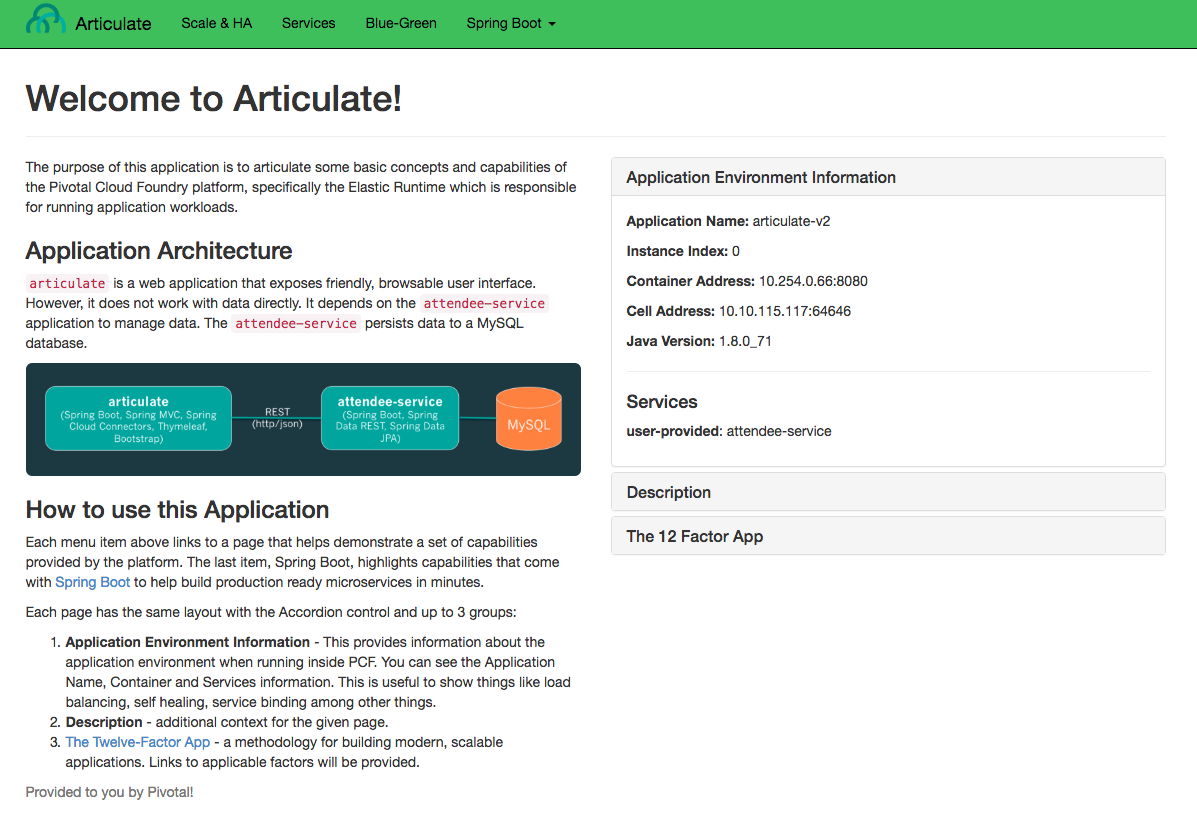 Articulate Scale & HA Services Blue-Green Spring Boot
Welcome to Articulate!
The purpose of this application is to articulate some basic concepts and capabilities of
the Pivotal Cloud Foundry platform, specifically the Elastic Runtime which is responsible
for running application workloads.
Application Architecture
articulate is a web application that exposes friendly, browsable user interface.
However, it does not work with data directly. It depends on the attendee-service
application to manage data. The attendee-service persists data to a MySQL
database.
articulate
(Spring Boot, Spring MVC, Spring
Cloud Connectors, Thymeleaf,
Bootstrap)
REST
(http/json)
attendee-service
(Spring Boot, Spring
Data REST, Spring Data
JPA)
MySQL
How to use this Application
Each menu item above links to a page that helps demonstrate a set of capabilities
provided by the platform. The last item, Spring Boot, highlights capabilities that come
with Spring Boot to help build production ready microservices in minutes.
Each page has the same layout with the Accordion control and up to 3 groups:
1. Application Environment Information - This provides information about the
application environment when running inside PCF. You can see the Application
Name, Container and Services information. This is useful to show things like load
balancing, self healing, service binding among other things.
2. Description - additional context for the given page.
3. The Twelve-Factor App - a methodology for building modern, scalable
applications. Links to applicable factors will be provided.
Provided to you by Pivotal!
Application Environment Information
Application Name: articulate-v2
Instance Index: 0
Container Address: 10.254.0.66:8080
Cell Address: 10.10.115.117:64646
Java Version: 1.8.0_71
Services
user-provided: attendee-service
Description
The 12 Factor App